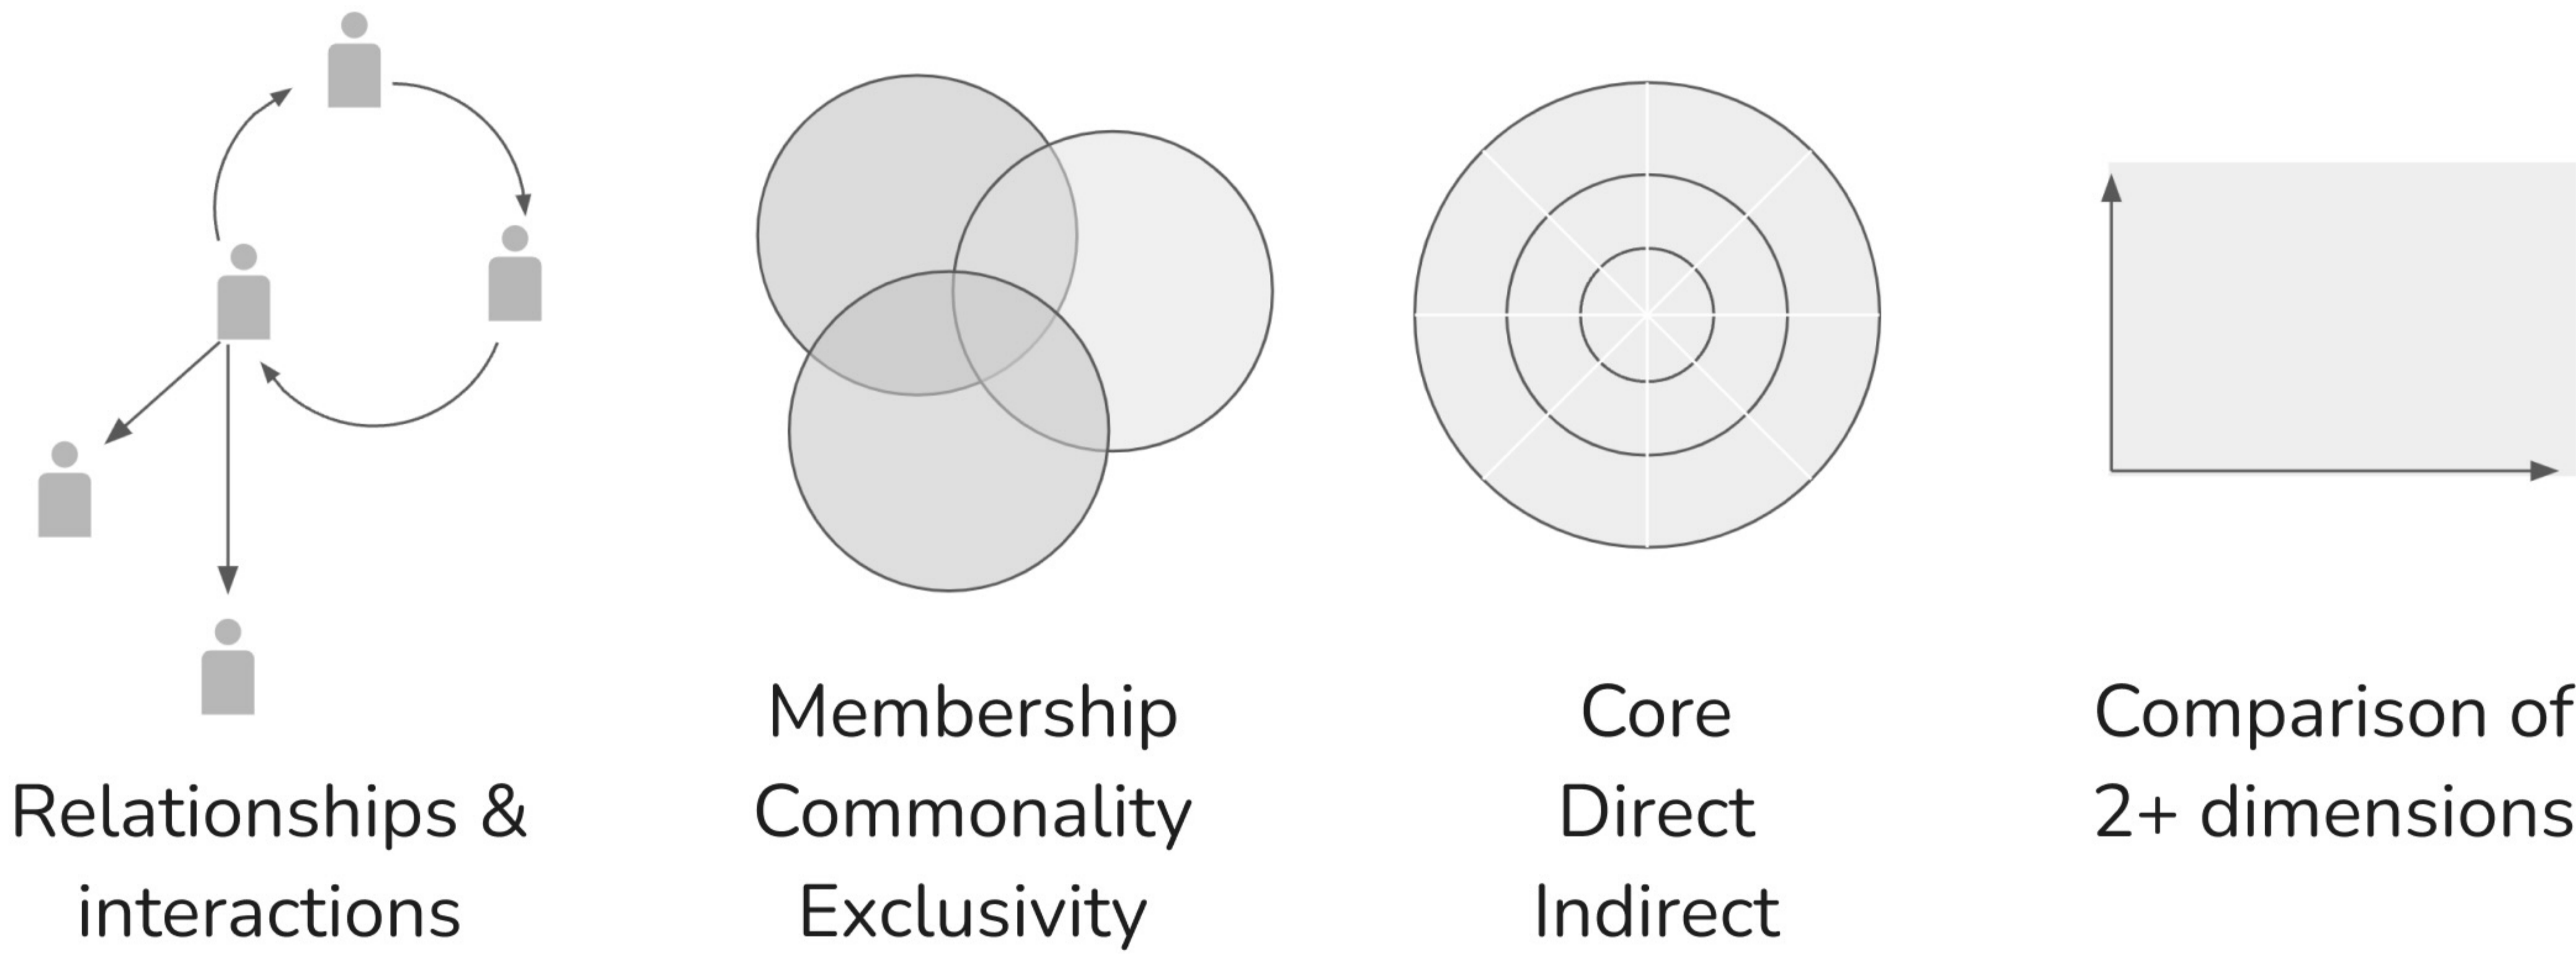 Relationships &
interactions
Membership
Commonality
Exclusivity
Core
Direct
Indirect
Comparison of
2+ dimensions